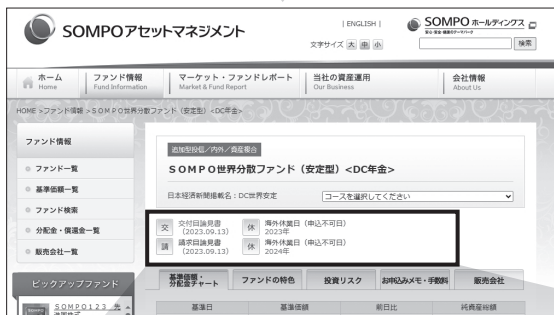 SOMPOアセットマネジメント
| ENGLISH |
SOMPO ホールディングス
安心・安全・健康のテーマパーク
文字サイズ 大 中 小
検索
ホーム
Home
ファンド情報
Fund Information
マーケット・ファンドレポート
Market & Fund Report
当社の資産運用
Our Business
会社情報
About Us
HOME >ファンド情報 >SOMPO世界分散ファンド（安定型）<DC年金>
ファンド情報
ファンド一覧
基準価額一覧
ファンド検索
分配金・償還金一覧
販売会社一覧
ピックアップファンド
SOMPO123 先
追加型投信／内外／資産複合
SOMPO世界分散ファンド（安定型）<DC年金>
日本経済新聞掲載名：DC世界安定
コースを選択してください
交 交付目論見書
（2023.09.13）
休 海外休業日（申込不可日）
2023年
請 請求目論見書
（2023.09.13）
休 海外休業日（申込不可日）
2024年
基準価額・
分配金チャート
ファンドの特色
投資リスク
お申込みメモ・手数料
販売会社
基準日
基準価額
前日比
純資産総額